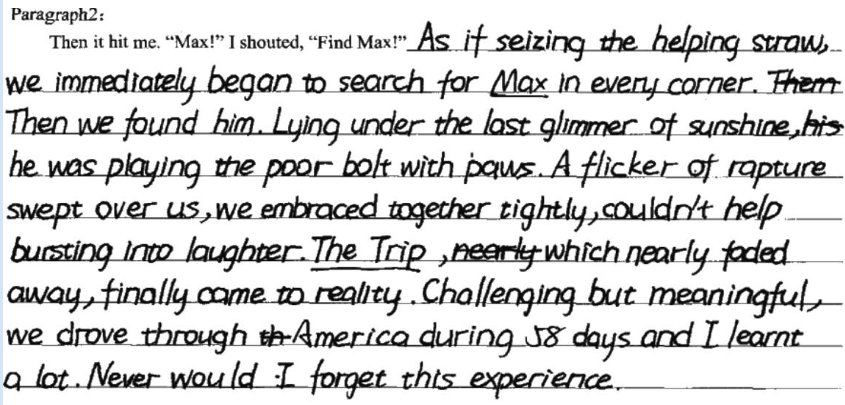 Paragraph2:
Then it hit me. “Max!” I shouted, “Find Max!” As if seizing the helping straw,
we immediately began to search for Max in every corner. Them
Then we found him. Lying under the last glimmer of sunshine, his
he was playing the poor bolt with paws. A flicker of rapture
swept over us, we embraced together tightly, couldn't help
bursting into laughter. The Trip, nearly which nearly faded
away, finally came to reality. Challenging but meaningful,
we drove through th America during 58 days and I learnt
a lot. Never would I forget this experience.